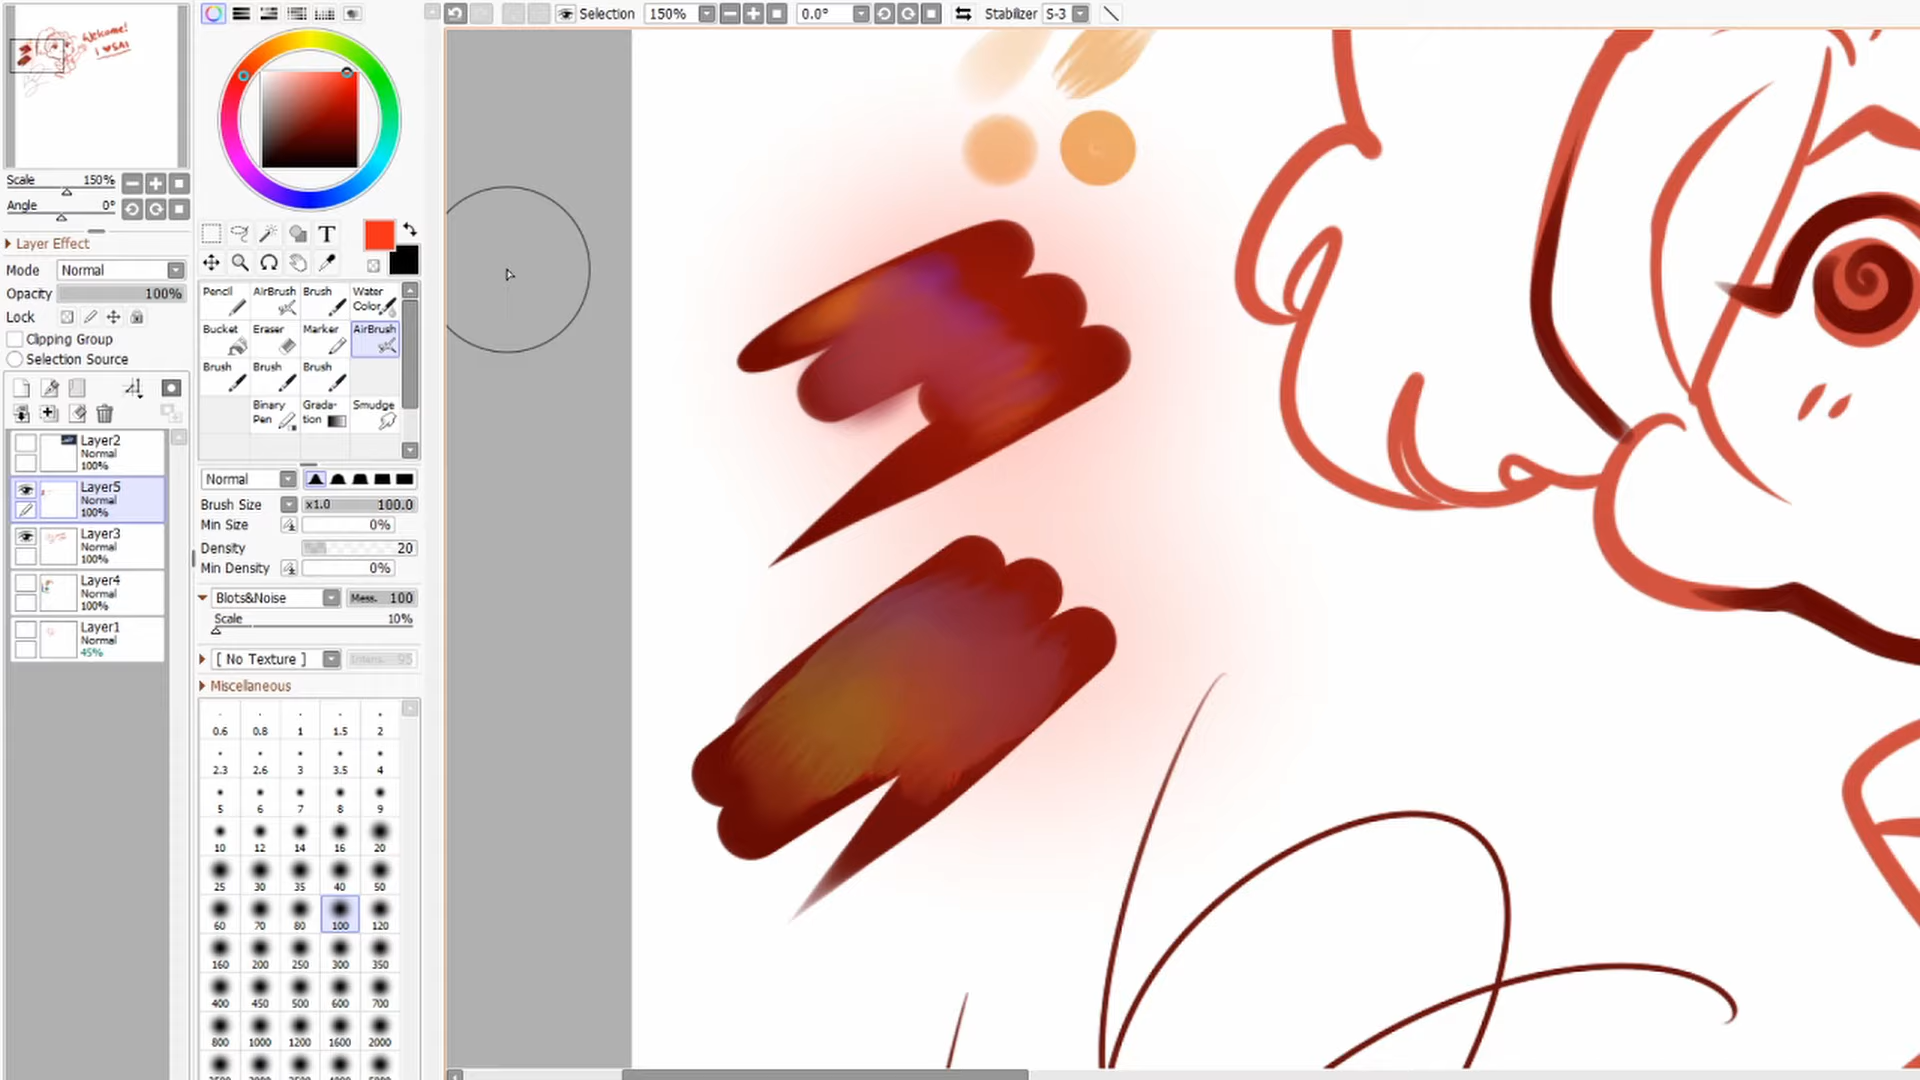 Welcome!
I ♥ SAI
Scale 150%
Angle 0°
Layer Effect
Mode Normal
Opacity 100%
Lock
Clipping Group
Selection Source
Layer2
Normal
100%
Layer5
Normal
100%
Layer3
Normal
100%
Layer4
Normal
100%
Layer1
Normal
45%
T
Pencil AirBrush Brush Water Color
Bucket Eraser Marker AirBrush
Brush Brush Brush
Binary Pen Grada-tion Smudge
Normal
Brush Size x1.0 100.0
Min Size 0%
Density 20
Min Density 0%
Blots&Noise Mess. 100
Scale 10%
[ No Texture ] Intens. 95
Miscellaneous
0.6 0.8 1 1.5 2
2.3 2.6 3 3.5 4
5 6 7 8 9
10 12 14 16 20
25 30 35 40 50
60 70 80 100 120
160 200 250 300 350
400 450 500 600 700
800 1000 1200 1600 2000
Selection 150% 0.0° Stabilizer S-3